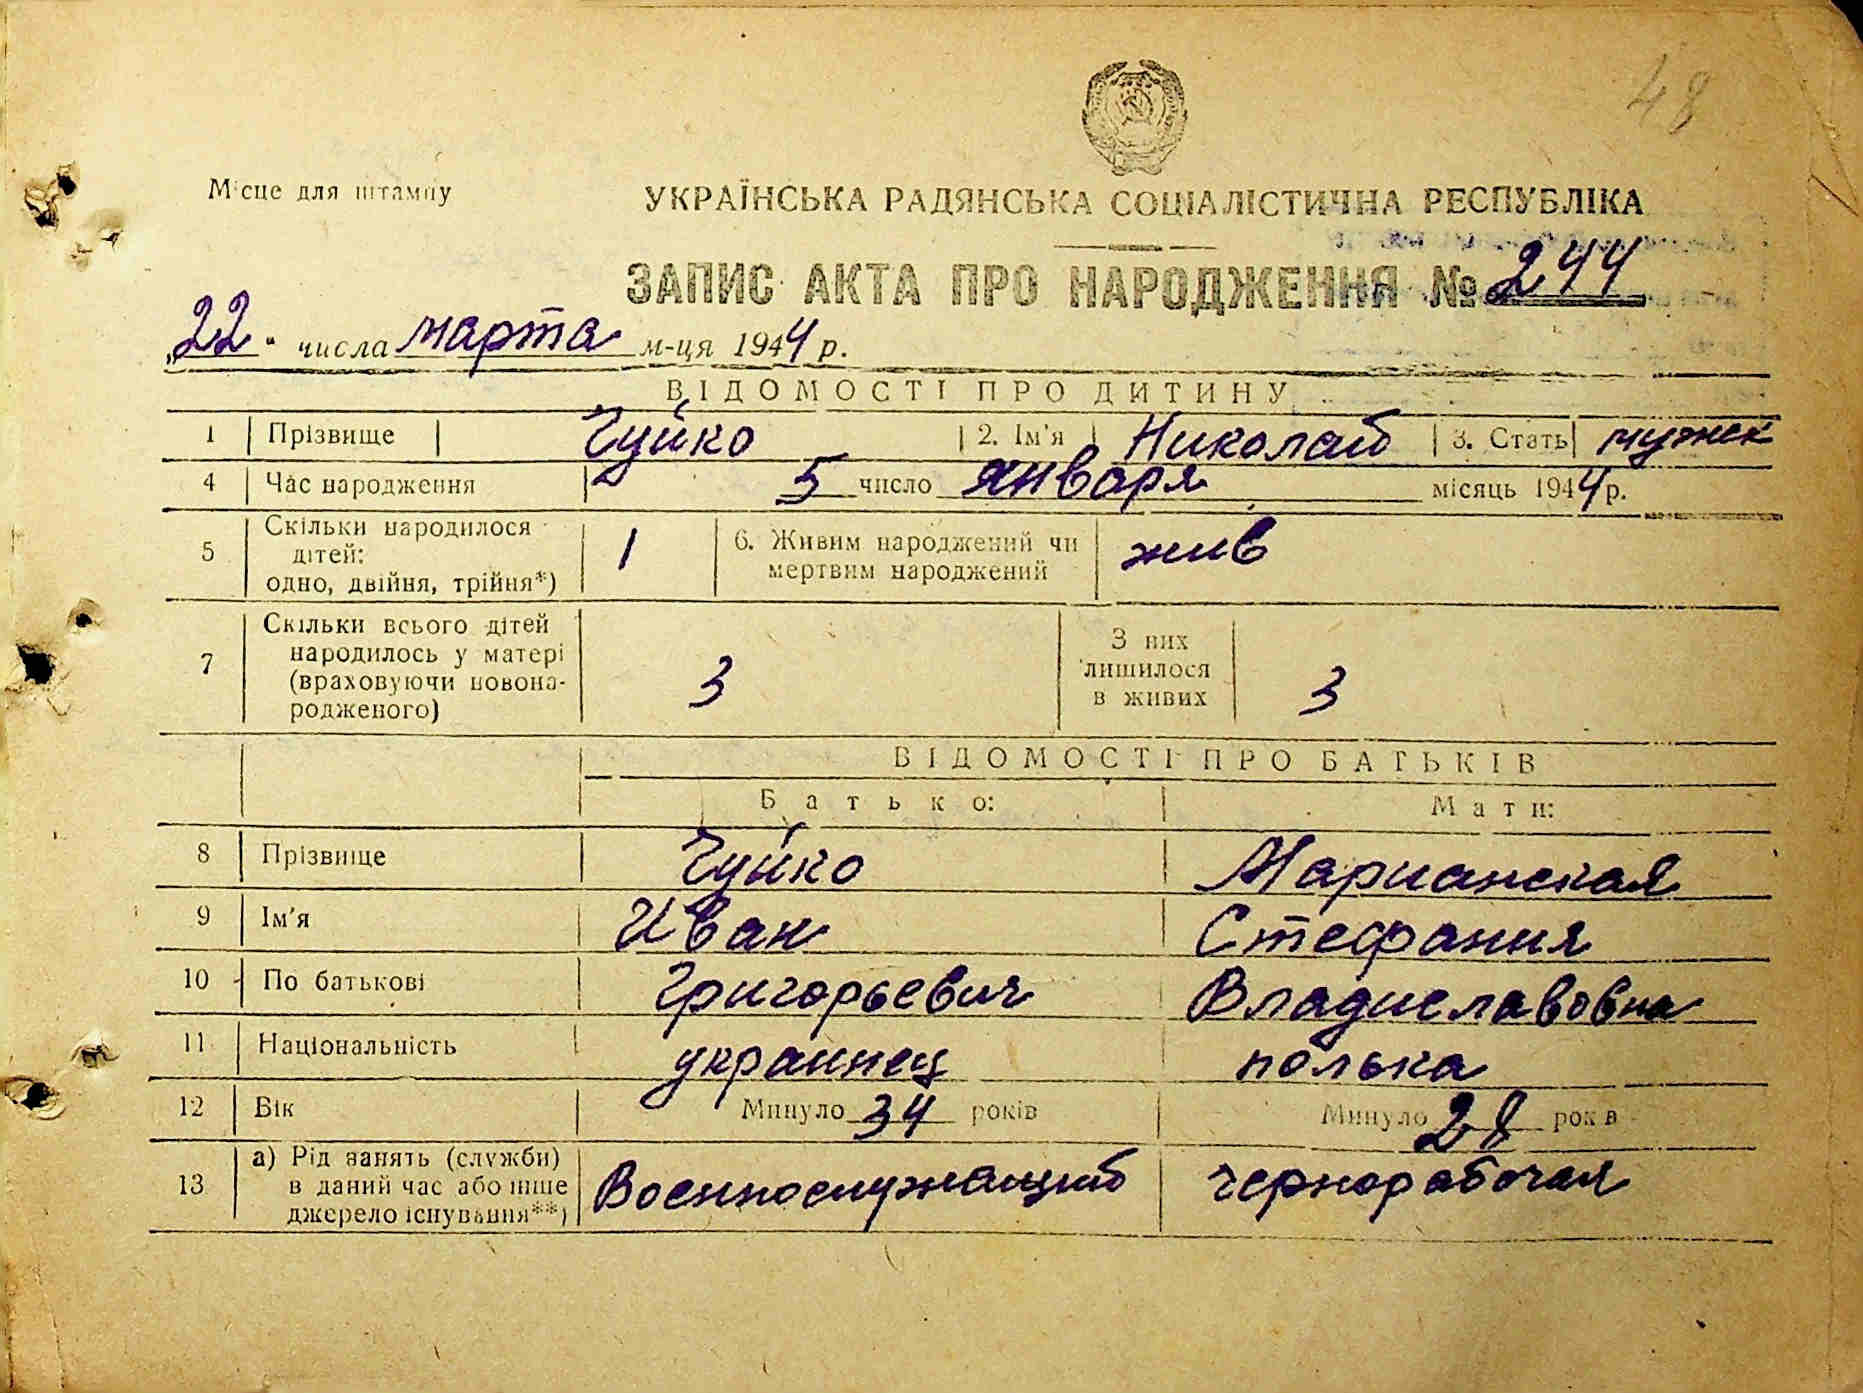 48
Місце для штампу
УКРАЇНСЬКА РАДЯНСЬКА СОЦІАЛІСТИЧНА РЕСПУБЛІКА
ЗАПИС АКТА ПРО НАРОДЖЕННЯ № 244
„22“ числа марта м-ця 1944 р.
ВІДОМОСТІ ПРО ДИТИНУ
1 Прізвище Чуйко 2. Ім'я Николай 3. Стать мужск
4 Час народження 5 число января місяць 1944 р.
5 Скільки народилося дітей: одно, двійня, трійня*) 1 6. Живим народжений чи мертвим народжений жив
7 Скільки всього дітей народилось у матері (враховуючи новонародженого) 3 З них лишилося в живих 3
ВІДОМОСТІ ПРО БАТЬКІВ
Батько: Мати:
8 Прізвище Чуйко Марианская
9 Ім'я Иван Стефания
10 По батькові Григорьевич Владиславовна
11 Національність украинец полька
12 Вік Минуло 34 років Минуло 28 років
13 а) Рід занять (служби) в даний час або інше джерело існування**) Военнослужащий чернорабочая